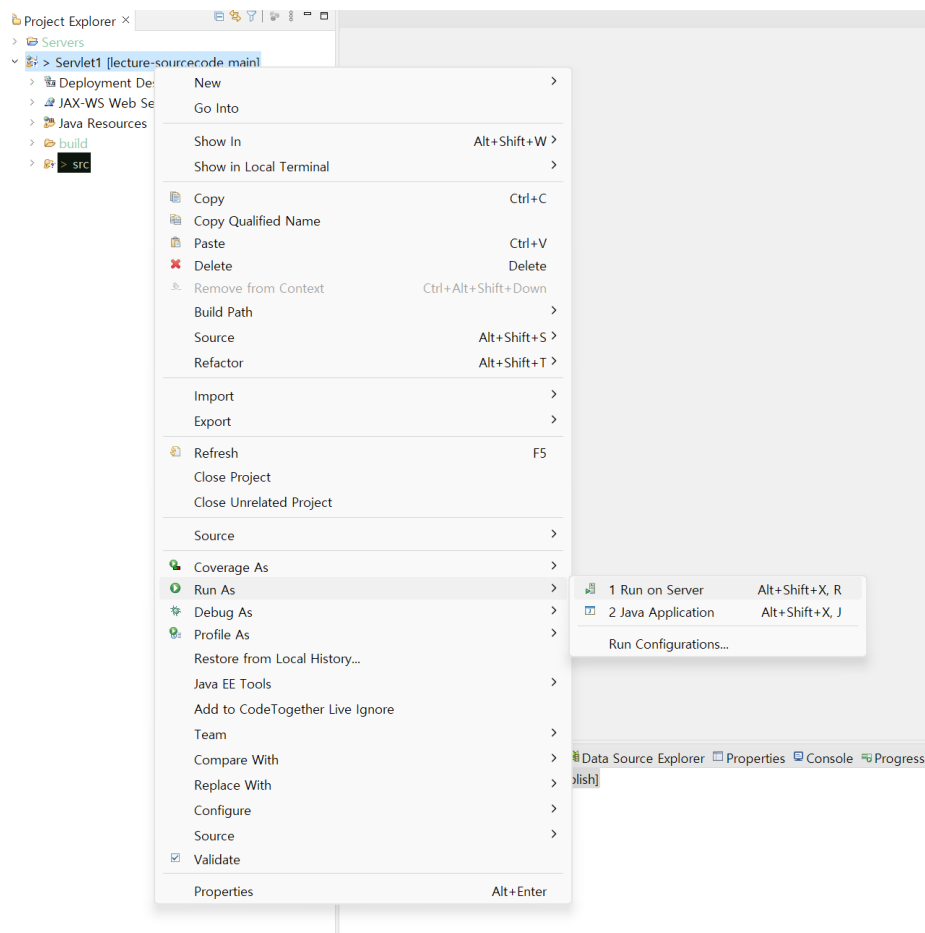 Project Explorer
Servers
> Servlet1 [lecture-sourcecode main]
Deployment De
JAX-WS Web Se
Java Resources
build
> src
New
Go Into
Show In Alt+Shift+W
Show in Local Terminal
Copy Ctrl+C
Copy Qualified Name
Paste Ctrl+V
Delete Delete
Remove from Context Ctrl+Alt+Shift+Down
Build Path
Source Alt+Shift+S
Refactor Alt+Shift+T
Import
Export
Refresh F5
Close Project
Close Unrelated Project
Source
Coverage As
Run As
Debug As
Profile As
Restore from Local History...
Java EE Tools
Add to CodeTogether Live Ignore
Team
Compare With
Replace With
Configure
Source
Validate
Properties Alt+Enter
1 Run on Server Alt+Shift+X, R
2 Java Application Alt+Shift+X, J
Run Configurations...
Data Source Explorer Properties Console Progress
blish]